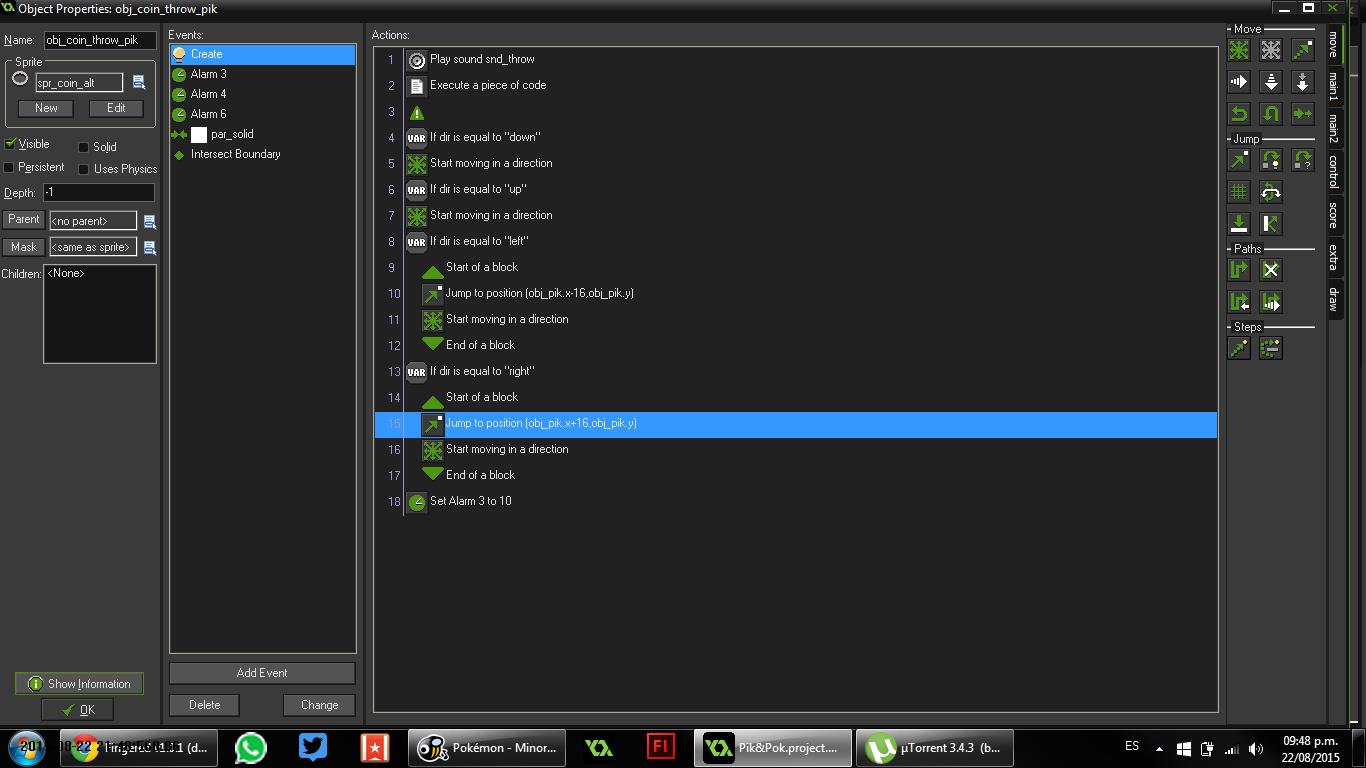 Object Properties: obj_coin_throw_pik
Name: obj_coin_throw_pik
Sprite
spr_coin_alt
New Edit
Visible Solid
Persistent Uses Physics
Depth: -1
Parent <no parent>
Mask <same as sprite>
Children: <None>
Show Information
OK
Events:
Create
Alarm 3
Alarm 4
Alarm 6
par_solid
Intersect Boundary
Add Event
Delete Change
Actions:
1 Play sound snd_throw
2 Execute a piece of code
3
4 VAR If dir is equal to "down"
5 Start moving in a direction
6 VAR If dir is equal to "up"
7 Start moving in a direction
8 VAR If dir is equal to "left"
9 Start of a block
10 Jump to position (obj_pik.x-16,obj_pik.y)
11 Start moving in a direction
12 End of a block
13 VAR If dir is equal to "right"
14 Start of a block
15 Jump to position (obj_pik.x+16,obj_pik.y)
16 Start moving in a direction
17 End of a block
18 Set Alarm 3 to 10
Move
Jump
Paths
Steps
move
main1
main2
control
score
extra
draw
(d...
Pokémon - Minor...
Fl
Pik&Pok.project....
µTorrent 3.4.3 (b...
ES
09:48 p.m.
22/08/2015